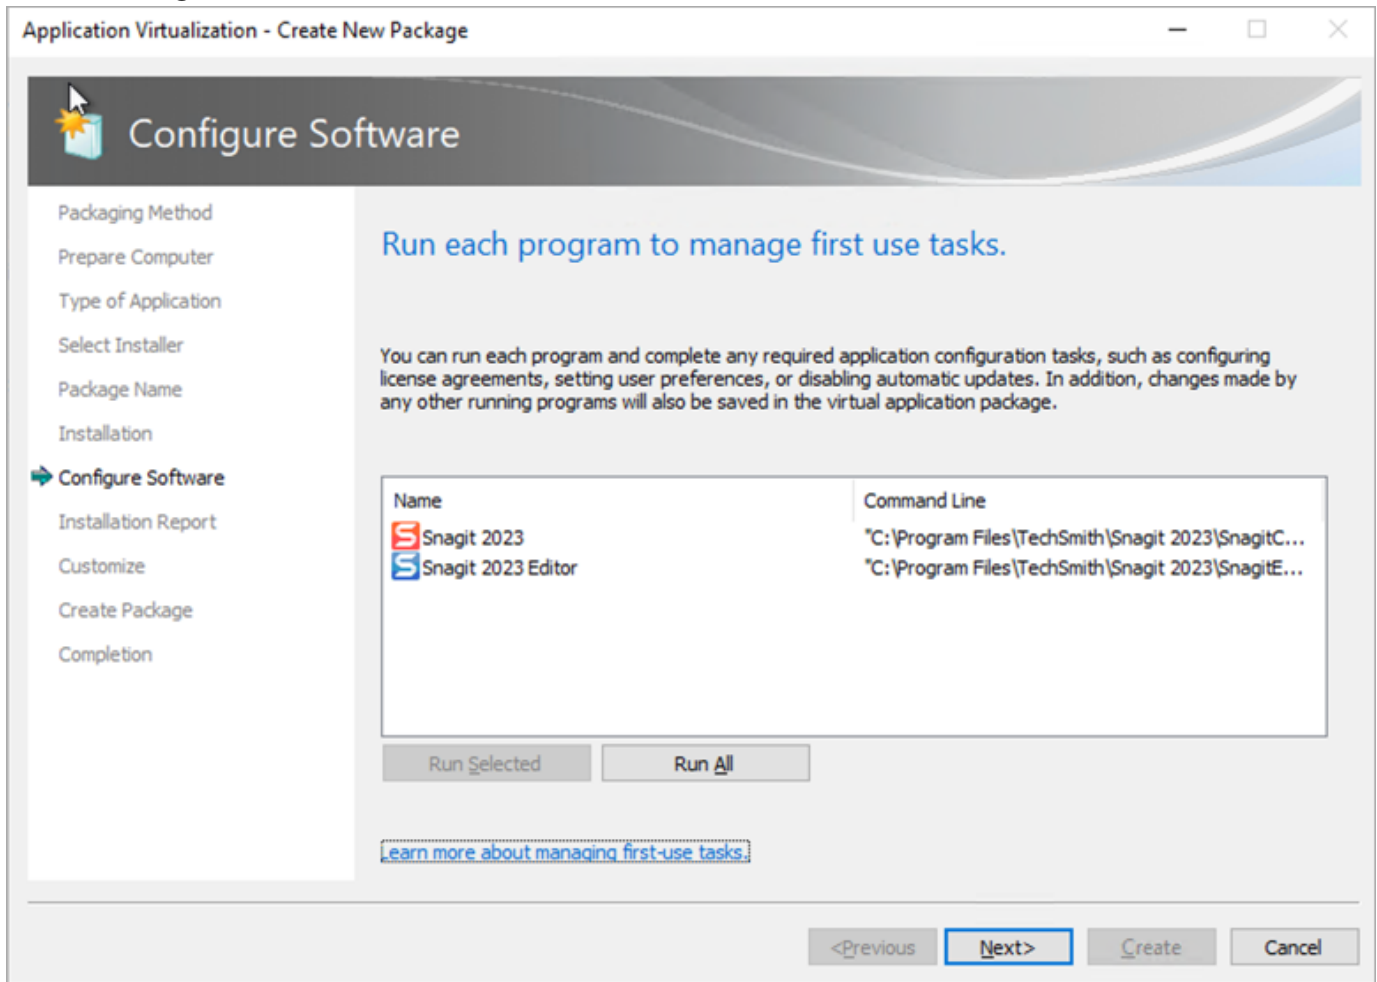 Application Virtualization - Create New Package
Configure Software
Packaging Method
Prepare Computer
Type of Application
Select Installer
Package Name
Installation
Configure Software
Installation Report
Customize
Create Package
Completion
Run each program to manage first use tasks.
You can run each program and complete any required application configuration tasks, such as configuring
license agreements, setting user preferences, or disabling automatic updates. In addition, changes made by
any other running programs will also be saved in the virtual application package.
Name Command Line
Snagit 2023 "C:\Program Files\TechSmith\Snagit 2023\SnagitC...
Snagit 2023 Editor "C:\Program Files\TechSmith\Snagit 2023\SnagitE...
Run Selected Run All
Learn more about managing first-use tasks.
<Previous Next> Create Cancel